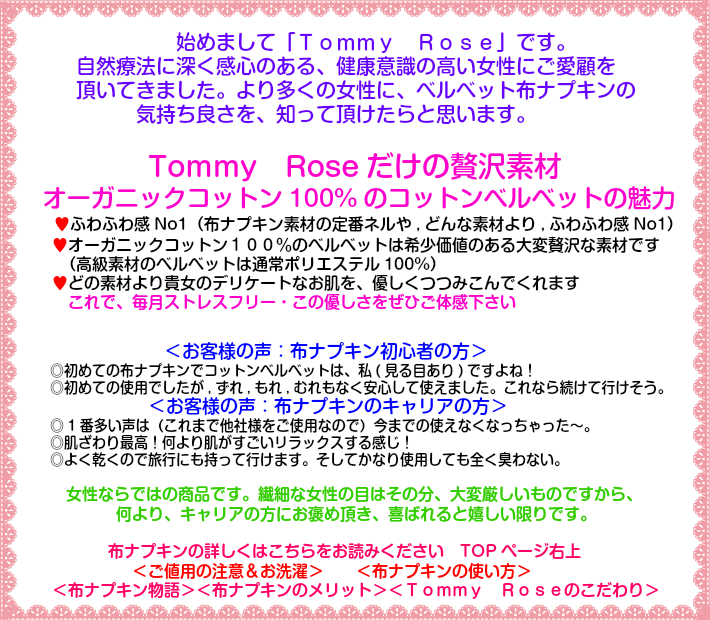 始めまして「Ｔｏｍｍｙ　Ｒｏｓｅ」です。
自然療法に深く感心のある、健康意識の高い女性にご愛顧を
頂いてきました。より多くの女性に、ベルベット布ナプキンの
気持ち良さを、知って頂けたらと思います。
Tommy　Rose だけの贅沢素材
オーガニックコットン 100% のコットンベルベットの魅力
♥ふわふわ感 No1（布ナプキン素材の定番ネルや , どんな素材より , ふわふわ感 No1）
♥オーガニックコットン１００％のベルベットは希少価値のある大変贅沢な素材です
（高級素材のベルベットは通常ポリエステル 100%）
♥どの素材より貴女のデリケートなお肌を、優しくつつみこんでくれます
これで、毎月ストレスフリー・この優しさをぜひご体感下さい
＜お客様の声：布ナプキン初心者の方＞
◎初めての布ナプキンでコットンベルベットは、私 ( 見る目あり ) ですよね！
◎初めての使用でしたが , すれ , もれ , むれもなく安心して使えました。これなら続けて行けそう。
＜お客様の声：布ナプキンのキャリアの方＞
◎１番多い声は（これまで他社様をご使用なので）今までの使えなくなっちゃった〜。
◎肌ざわり最高！何より肌がすごいリラックスする感じ！
◎よく乾くので旅行にも持って行けます。そしてかなり使用しても全く臭わない。
女性ならではの商品です。繊細な女性の目はその分、大変厳しいものですから、
何より、キャリアの方にお褒め頂き、喜ばれると嬉しい限りです。
布ナプキンの詳しくはこちらをお読みください　TOP ページ右上
＜ご値用の注意＆お洗濯＞　＜布ナプキンの使い方＞
＜布ナプキン物語＞＜布ナプキンのメリット＞＜Ｔｏｍｍｙ　Ｒｏｓｅのこだわり＞